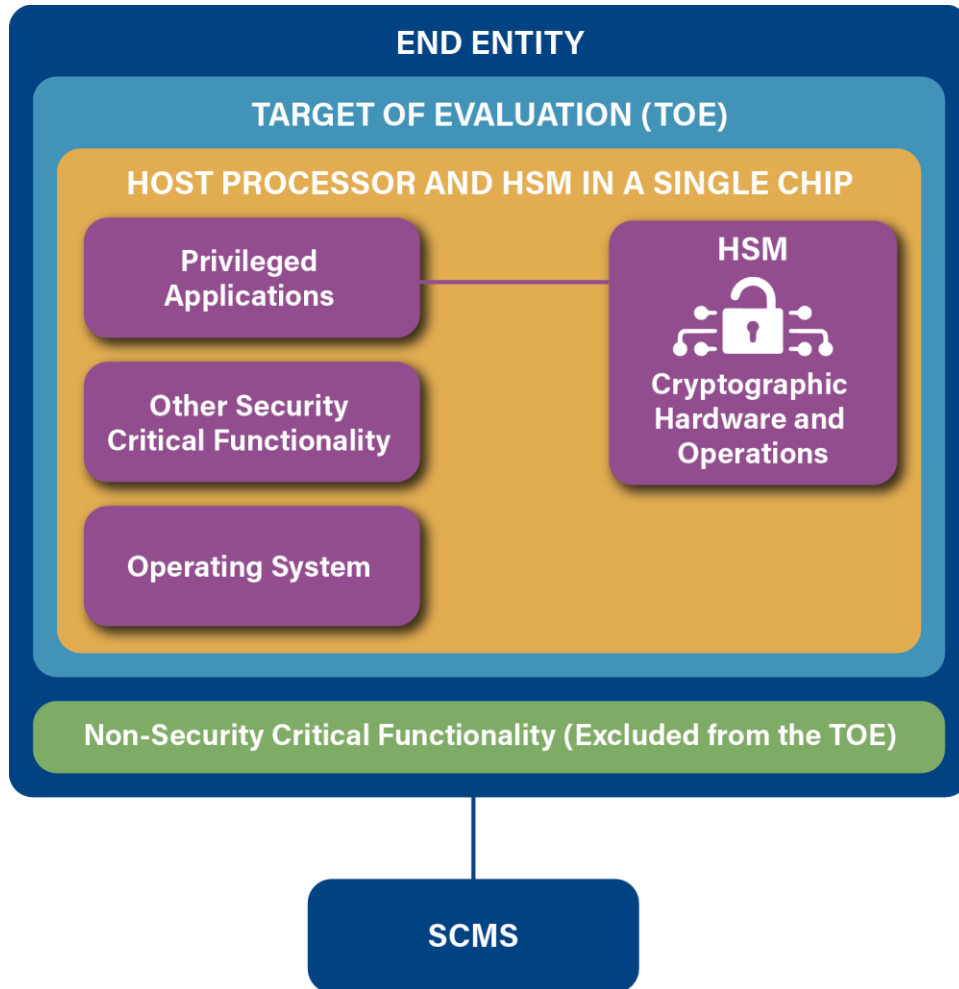 END ENTITY
TARGET OF EVALUATION (TOE)
HOST PROCESSOR AND HSM IN A SINGLE CHIP
Privileged
Applications
HSM
Cryptographic
Hardware and
Operations
Other Security
Critical Functionality
Operating System
Non-Security Critical Functionality (Excluded from the TOE)
SCMS